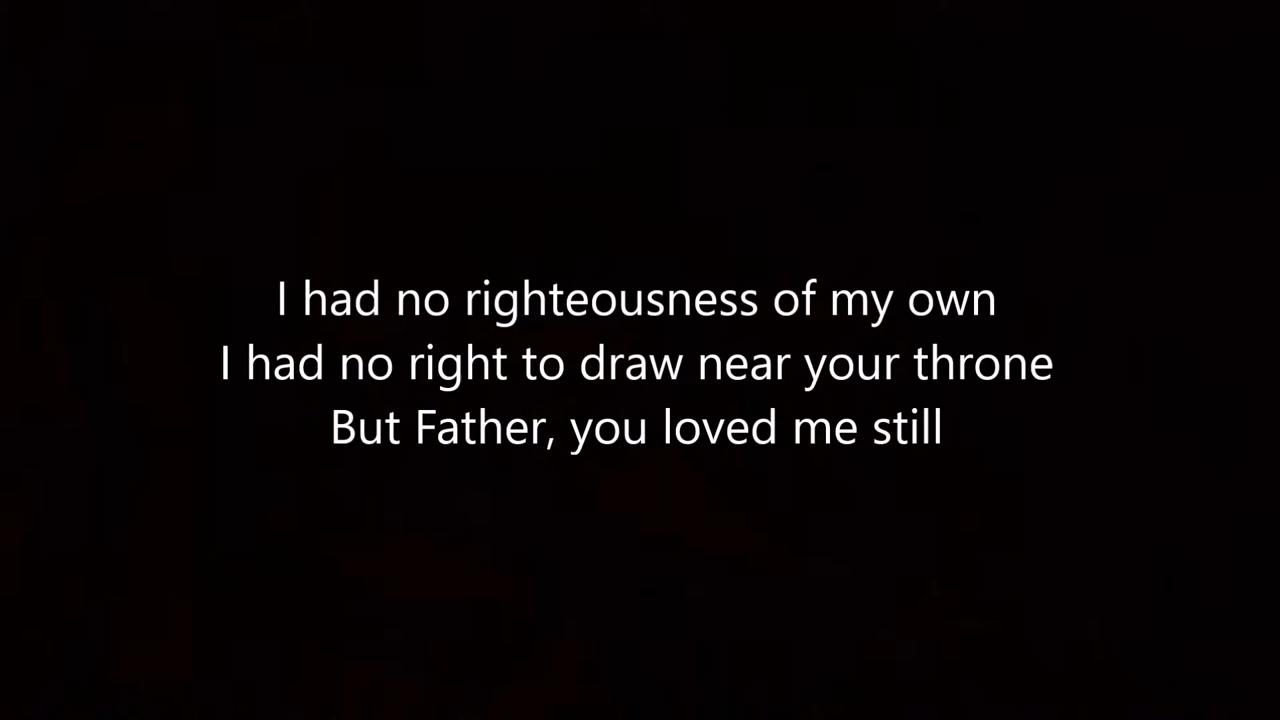 I had no righteousness of my own
I had no right to draw near your throne
But Father, you loved me still